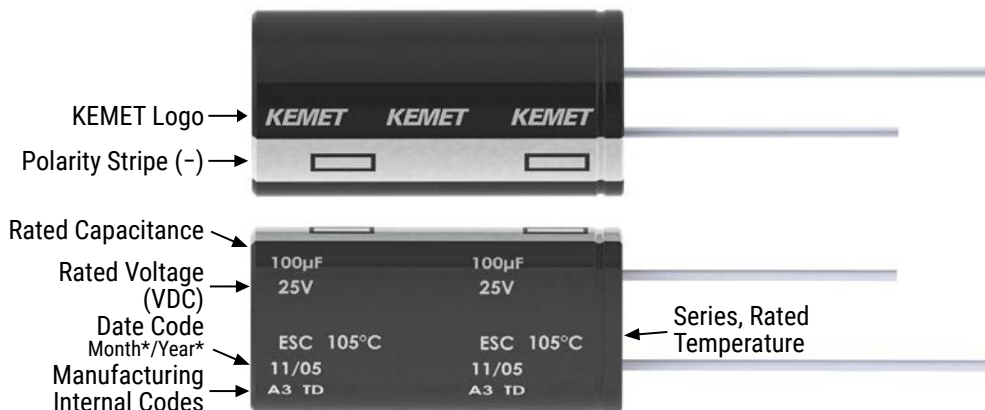 KEMET Logo
KEMET KEMET KEMET
Polarity Stripe (−)
Rated Capacitance
100µF 100µF
Rated Voltage
(VDC)
25V 25V
Date Code
Month*/Year*
ESC 105°C ESC 105°C
Series, Rated
Temperature
11/05 11/05
Manufacturing
Internal Codes
A3 TD A3 TD